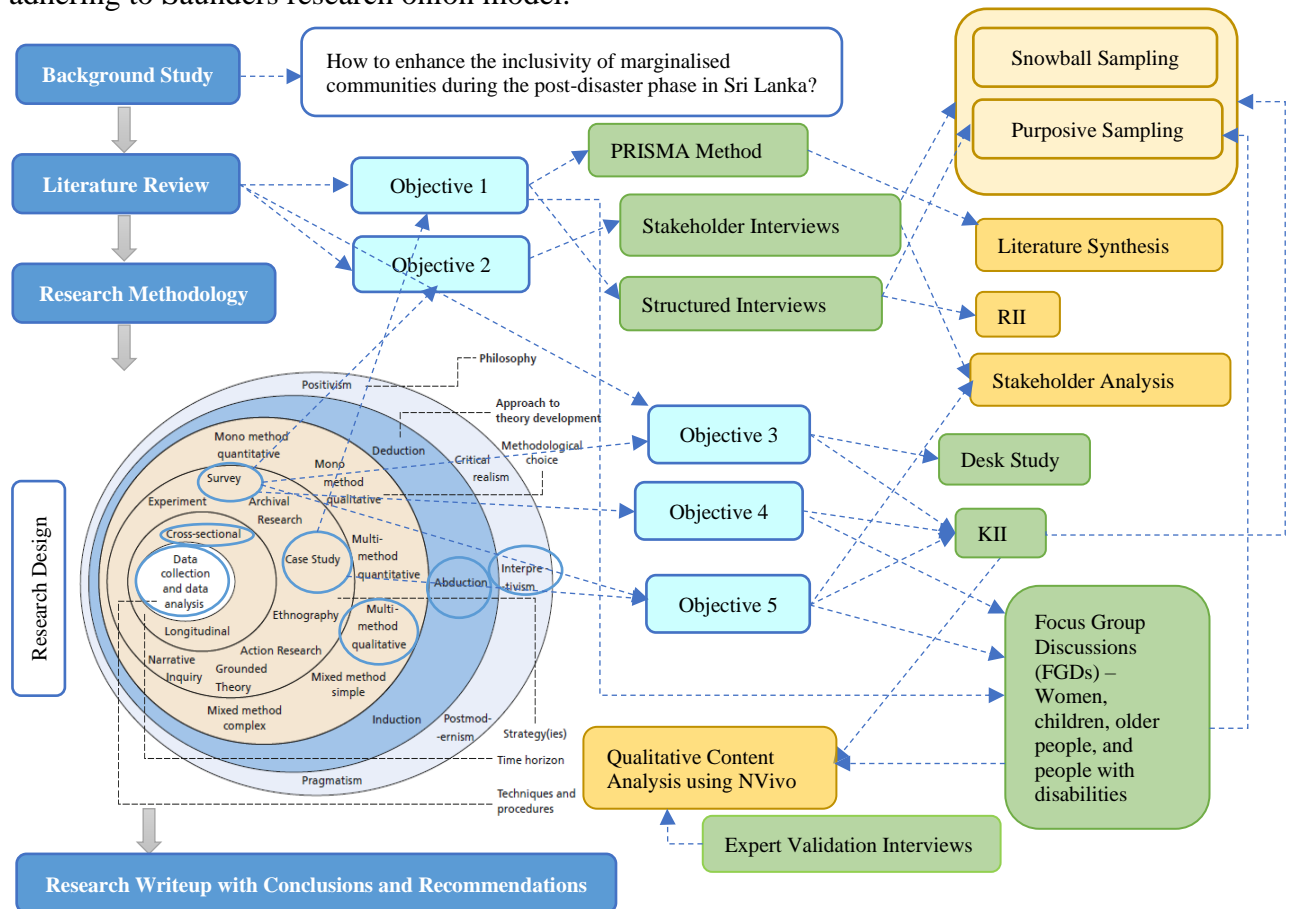 adhering to Saunders research onion model.
Background Study
How to enhance the inclusivity of marginalised
communities during the post-disaster phase in Sri Lanka?
Snowball Sampling
Purposive Sampling
Literature Review
Objective 1
Objective 2
PRISMA Method
Stakeholder Interviews
Structured Interviews
Literature Synthesis
RII
Stakeholder Analysis
Research Methodology
Research Design
Philosophy
Positivism
Approach to
theory development
Deduction
Methodological
choice
Critical
realism
Mono method
quantitative
Mono
method
qualitative
Survey
Experiment
Archival
Research
Cross-sectional
Case Study
Multi-
method
quantitative
Data
collection
and data
analysis
Abduction
Interpre
-tivism
Ethnography
Multi-
method
qualitative
Longitudinal
Action Research
Narrative
Inquiry
Grounded
Theory
Mixed method
simple
Mixed method
complex
Induction
Postmod
-ernism
Strategy(ies)
Time horizon
Pragmatism
Techniques and
procedures
Objective 3
Objective 4
Objective 5
Desk Study
KII
Focus Group
Discussions
(FGDs) –
Women,
children, older
people, and
people with
disabilities
Qualitative Content
Analysis using NVivo
Expert Validation Interviews
Research Writeup with Conclusions and Recommendations